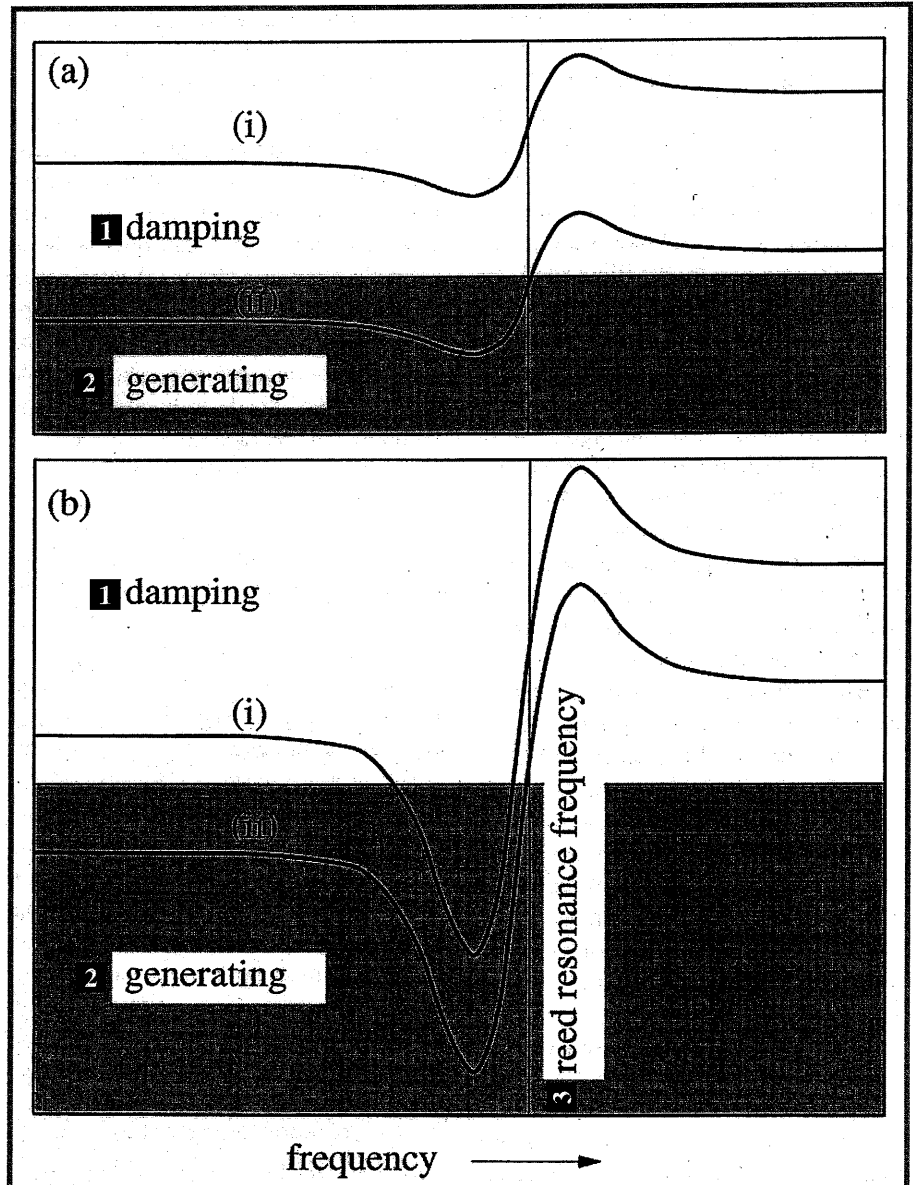 (a)
(i)
1 damping
(ii)
2 generating
(b)
1 damping
(i)
(ii)
2 generating
3 reed resonance frequency
frequency